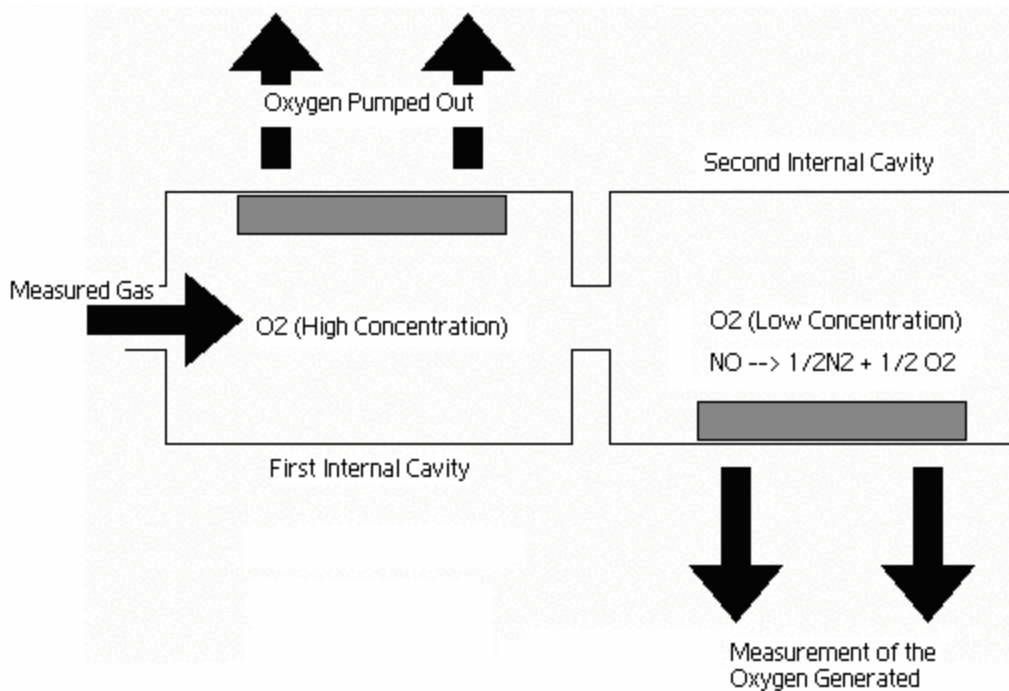 Oxygen Pumped Out
Second Internal Cavity
Measured Gas
O2 (High Concentration)
O2 (Low Concentration)
NO --> 1/2N2 + 1/2 O2
First Internal Cavity
Measurement of the
Oxygen Generated